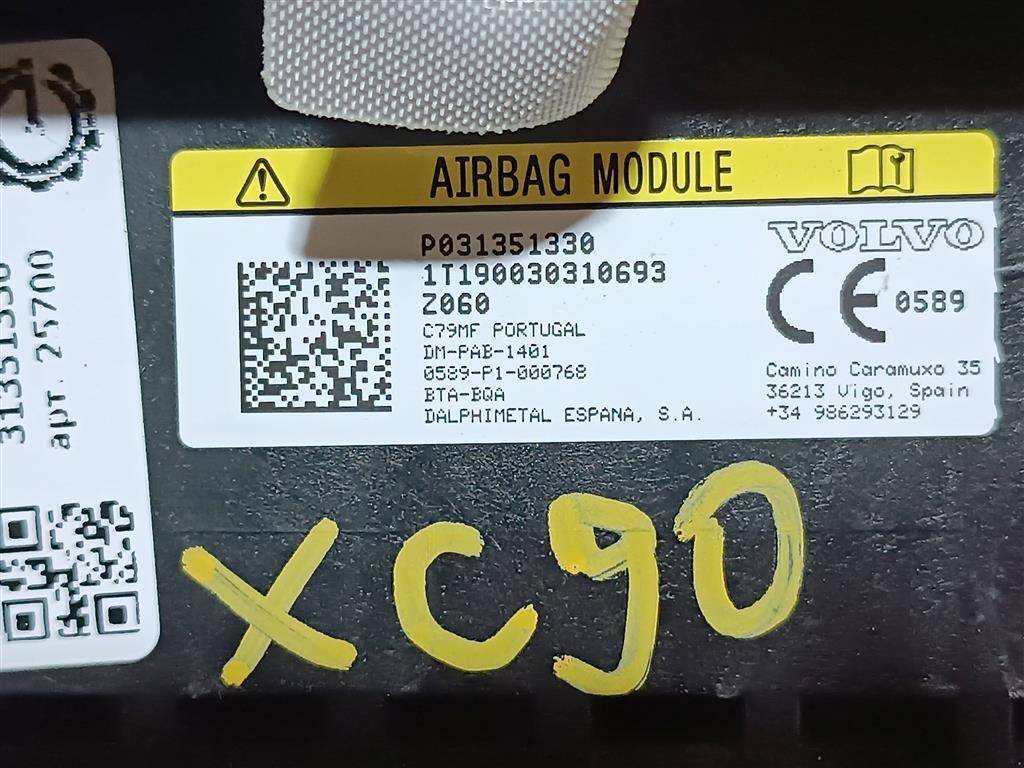 AIRBAG MODULE
P031351330
1T190030310693
Z060
C79MF PORTUGAL
DM-PAB-1401
0589-P1-000768
BTA-BQA
DALPHIMETAL ESPANA, S.A.
VOLVO
CE 0589
Camino Caramuxo 35
36213 Vigo, Spain
+34 986293129
31351330
арт. 25700
XC90